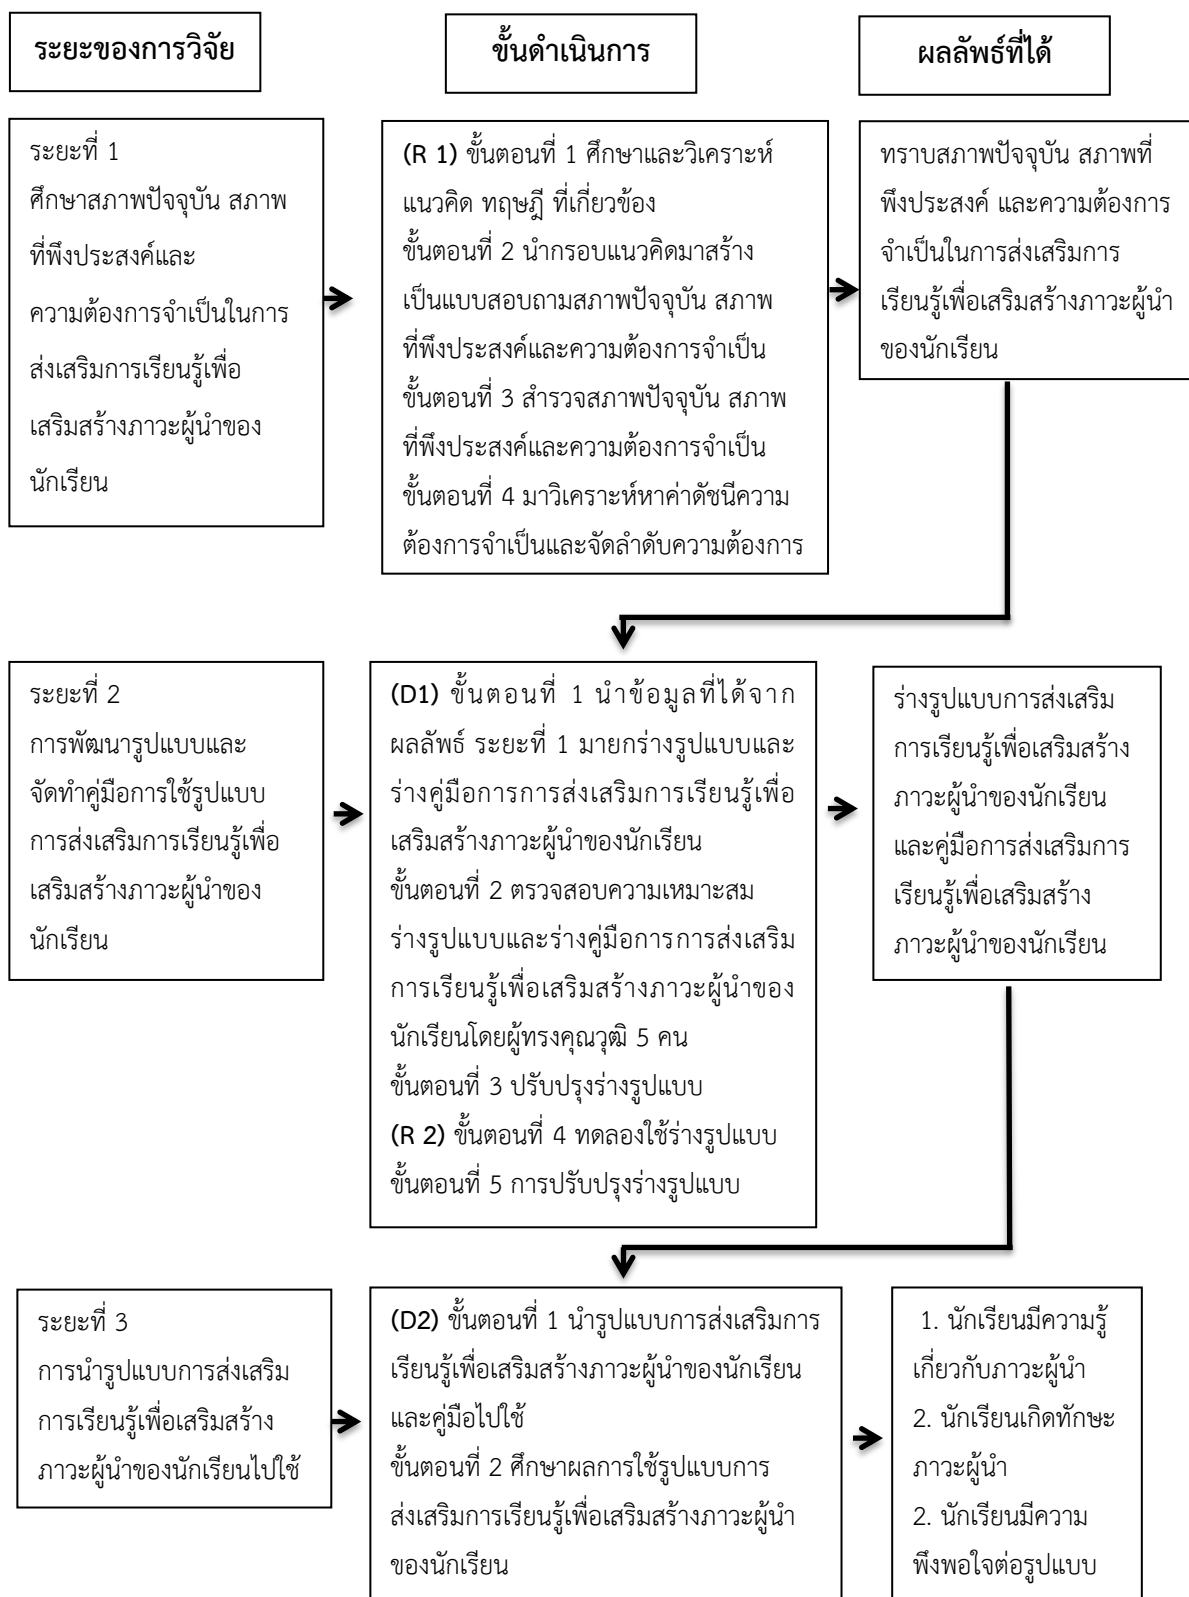 ระยะของการวิจัย
ขั้นดำเนินการ
ผลลัพธ์ที่ได้
ระยะที่ 1
ศึกษาสภาพปัจจุบัน สภาพ
ที่พึงประสงค์และ
ความต้องการจำเป็นในการ
ส่งเสริมการเรียนรู้เพื่อ
เสริมสร้างภาวะผู้นำของ
นักเรียน
(R 1) ขั้นตอนที่ 1 ศึกษาและวิเคราะห์
แนวคิด ทฤษฎี ที่เกี่ยวข้อง
ขั้นตอนที่ 2 นำกรอบแนวคิดมาสร้าง
เป็นแบบสอบถามสภาพปัจจุบัน สภาพ
ที่พึงประสงค์และความต้องการจำเป็น
ขั้นตอนที่ 3 สำรวจสภาพปัจจุบัน สภาพ
ที่พึงประสงค์และความต้องการจำเป็น
ขั้นตอนที่ 4 มาวิเคราะห์หาค่าดัชนีความ
ต้องการจำเป็นและจัดลำดับความต้องการ
ทราบสภาพปัจจุบัน สภาพที่
พึงประสงค์ และความต้องการ
จำเป็นในการส่งเสริมการ
เรียนรู้เพื่อเสริมสร้างภาวะผู้นำ
ของนักเรียน
ระยะที่ 2
การพัฒนารูปแบบและ
จัดทำคู่มือการใช้รูปแบบ
การส่งเสริมการเรียนรู้เพื่อ
เสริมสร้างภาวะผู้นำของ
นักเรียน
(D1) ขั้นตอนที่ 1 นำข้อมูลที่ได้จาก
ผลลัพธ์ ระยะที่ 1 มายกร่างรูปแบบและ
ร่างคู่มือการการส่งเสริมการเรียนรู้เพื่อ
เสริมสร้างภาวะผู้นำของนักเรียน
ขั้นตอนที่ 2 ตรวจสอบความเหมาะสม
ร่างรูปแบบและร่างคู่มือการการส่งเสริม
การเรียนรู้เพื่อเสริมสร้างภาวะผู้นำของ
นักเรียนโดยผู้ทรงคุณวุฒิ 5 คน
ขั้นตอนที่ 3 ปรับปรุงร่างรูปแบบ
(R 2) ขั้นตอนที่ 4 ทดลองใช้ร่างรูปแบบ
ขั้นตอนที่ 5 การปรับปรุงร่างรูปแบบ
ร่างรูปแบบการส่งเสริม
การเรียนรู้เพื่อเสริมสร้าง
ภาวะผู้นำของนักเรียน
และคู่มือการส่งเสริมการ
เรียนรู้เพื่อเสริมสร้าง
ภาวะผู้นำของนักเรียน
ระยะที่ 3
การนำรูปแบบการส่งเสริม
การเรียนรู้เพื่อเสริมสร้าง
ภาวะผู้นำของนักเรียนไปใช้
(D2) ขั้นตอนที่ 1 นำรูปแบบการส่งเสริมการ
เรียนรู้เพื่อเสริมสร้างภาวะผู้นำของนักเรียน
และคู่มือไปใช้
ขั้นตอนที่ 2 ศึกษาผลการใช้รูปแบบการ
ส่งเสริมการเรียนรู้เพื่อเสริมสร้างภาวะผู้นำ
ของนักเรียน
1. นักเรียนมีความรู้
เกี่ยวกับภาวะผู้นำ
2. นักเรียนเกิดทักษะ
ภาวะผู้นำ
2. นักเรียนมีความ
พึงพอใจต่อรูปแบบ